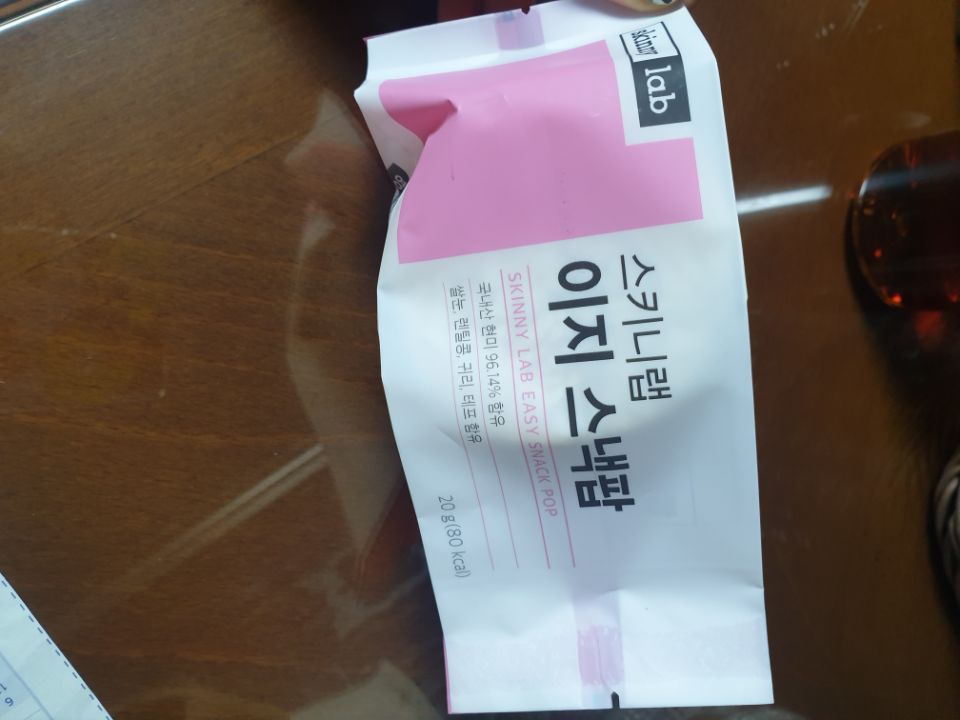 skinny
lab
스키니랩
이지 스낵팝
SKINNY LAB EASY SNACK POP
국내산 현미 96.14% 함유
쌀눈, 렌틸콩, 귀리, 테프 함유
20 g(80 kcal)